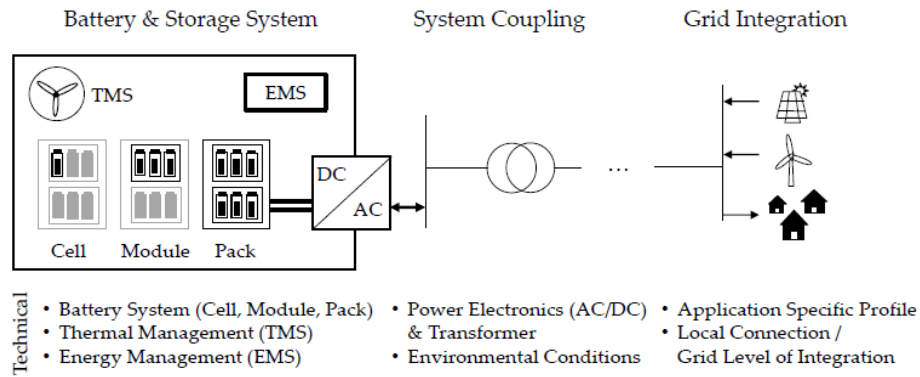 Battery & Storage System
System Coupling
Grid Integration
TMS
EMS
DC
AC
...
Cell
Module
Pack
Technical
• Battery System (Cell, Module, Pack)
• Thermal Management (TMS)
• Energy Management (EMS)
• Power Electronics (AC/DC)
& Transformer
• Environmental Conditions
• Application Specific Profile
• Local Connection /
Grid Level of Integration